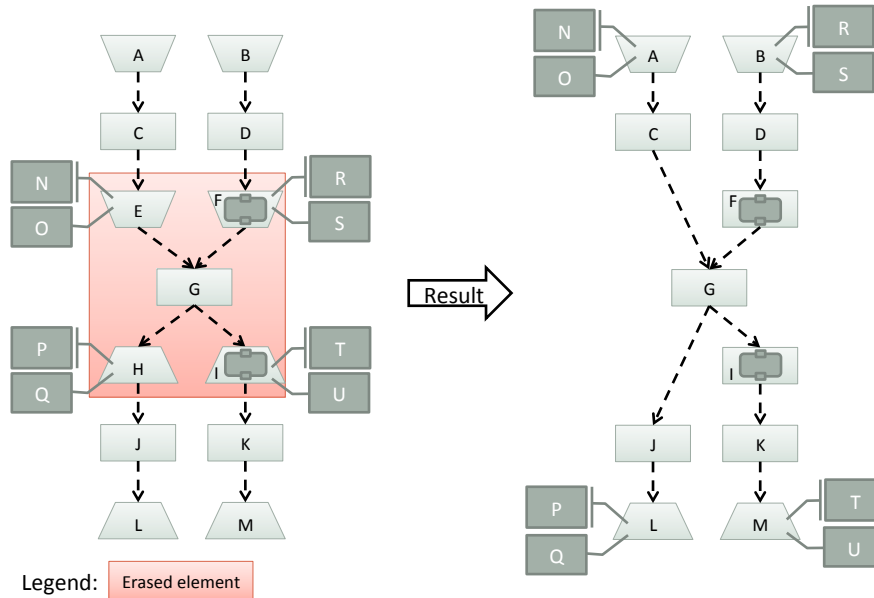 A B
C D
N E F R
O S
G
P H I T
Q U
J K
L M
Legend: Erased element
Result
N A B R
O S
C D
F
G
I
J K
P L M T
Q U